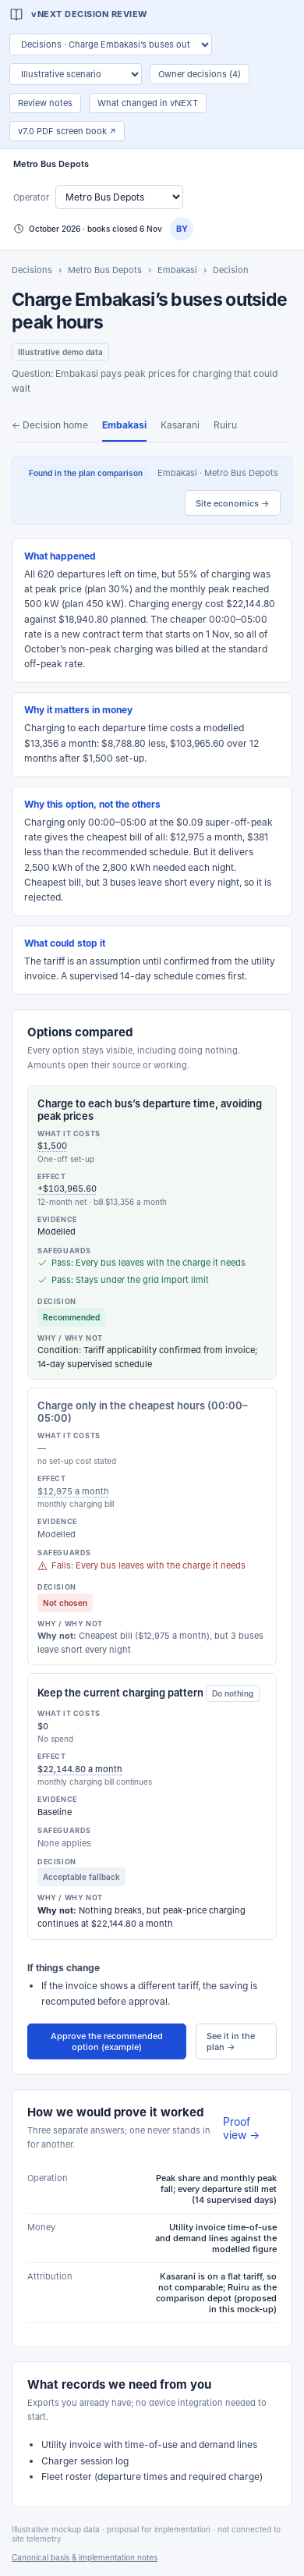 vNEXT DECISION REVIEW
Decisions · Charge Embakasi's buses out
Illustrative scenario
Owner decisions (4)
Review notes
What changed in vNEXT
v7.0 PDF screen book ↗
Metro Bus Depots
Operator
Metro Bus Depots
October 2026 · books closed 6 Nov
BY
Decisions › Metro Bus Depots › Embakasi › Decision
Charge Embakasi's buses outside
peak hours
Illustrative demo data
Question: Embakasi pays peak prices for charging that could
wait
← Decision home
Embakasi
Kasarani
Ruiru
Found in the plan comparison
Embakasi · Metro Bus Depots
Site economics →
What happened
All 620 departures left on time, but 55% of charging was
at peak price (plan 30%) and the monthly peak reached
500 kW (plan 450 kW). Charging energy cost $22,144.80
against $18,940.80 planned. The cheaper 00:00–05:00
rate is a new contract term that starts on 1 Nov, so all of
October's non-peak charging was billed at the standard
off-peak rate.
Why it matters in money
Charging to each departure time costs a modelled
$13,356 a month: $8,788.80 less, $103,965.60 over 12
months after $1,500 set-up.
Why this option, not the others
Charging only 00:00–05:00 at the $0.09 super-off-peak
rate gives the cheapest bill of all: $12,975 a month, $381
less than the recommended schedule. But it delivers
2,500 kWh of the 2,800 kWh needed each night.
Cheapest bill, but 3 buses leave short every night, so it is
rejected.
What could stop it
The tariff is an assumption until confirmed from the utility
invoice. A supervised 14-day schedule comes first.
Options compared
Every option stays visible, including doing nothing.
Amounts open their source or working.
Charge to each bus's departure time, avoiding
peak prices
WHAT IT COSTS
$1,500
One-off set-up
EFFECT
+$103,965.60
12-month net · bill $13,356 a month
EVIDENCE
Modelled
SAFEGUARDS
Pass: Every bus leaves with the charge it needs
Pass: Stays under the grid import limit
DECISION
Recommended
WHY / WHY NOT
Condition: Tariff applicability confirmed from invoice;
14-day supervised schedule
Charge only in the cheapest hours (00:00–
05:00)
WHAT IT COSTS
—
no set-up cost stated
EFFECT
$12,975 a month
monthly charging bill
EVIDENCE
Modelled
SAFEGUARDS
Fails: Every bus leaves with the charge it needs
DECISION
Not chosen
WHY / WHY NOT
Why not: Cheapest bill ($12,975 a month), but 3 buses
leave short every night
Keep the current charging pattern Do nothing
WHAT IT COSTS
$0
No spend
EFFECT
$22,144.80 a month
monthly charging bill continues
EVIDENCE
Baseline
SAFEGUARDS
None applies
DECISION
Acceptable fallback
WHY / WHY NOT
Why not: Nothing breaks, but peak-price charging
continues at $22,144.80 a month
If things change
• If the invoice shows a different tariff, the saving is
recomputed before approval.
Approve the recommended
option (example)
See it in the
plan →
How we would prove it worked
Three separate answers; one never stands in
for another.
Proof
view →
Operation
Peak share and monthly peak
fall; every departure still met
(14 supervised days)
Money
Utility invoice time-of-use
and demand lines against the
modelled figure
Attribution
Kasarani is on a flat tariff, so
not comparable; Ruiru as the
comparison depot (proposed
in this mock-up)
What records we need from you
Exports you already have; no device integration needed to
start.
• Utility invoice with time-of-use and demand lines
• Charger session log
• Fleet roster (departure times and required charge)
Illustrative mockup data · proposal for implementation · not connected to
site telemetry
Canonical basis & implementation notes